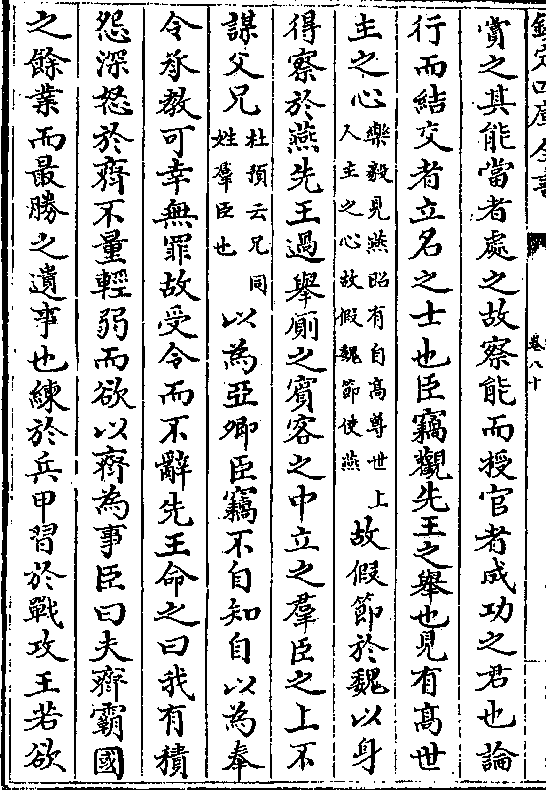 欽定四庫全書 卷八十
賞之其能當者處之故察能而授官者成功之君也論
行而結交者立名之士也臣竊觀先王之舉也見有髙世
主之心
樂毅見燕昭有自髙尊世上
人主之心故假魏節使燕
故假節於魏以身
得察於燕先王過舉廁之賓客之中立之羣臣之上不
謀父兄
杜預云兄同
姓羣臣也
以為亞卿臣竊不自知自以為奉
令承教可幸無罪故受令而不辭先王命之曰我有積
怨深怒於齊不量輕弱而欲以齊為事臣曰夫齊霸國
之餘業而最勝之遺事也練於兵甲習於戰攻王若欲